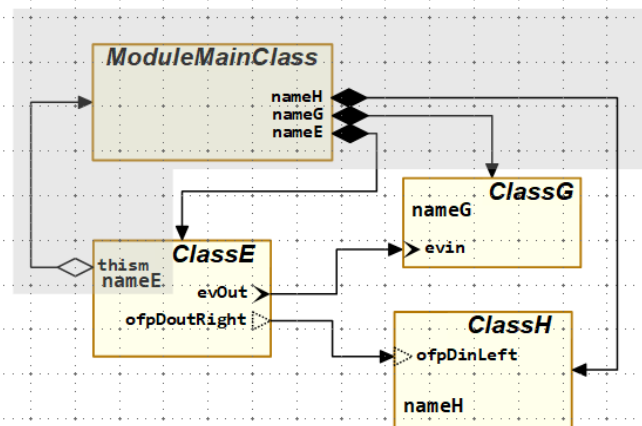 ModuleMainClass
nameH
nameG
nameE
ClassG
nameG
evin
ClassE
thism
nameE
evOut
ofpDoutRight
ClassH
ofpDinLeft
nameH